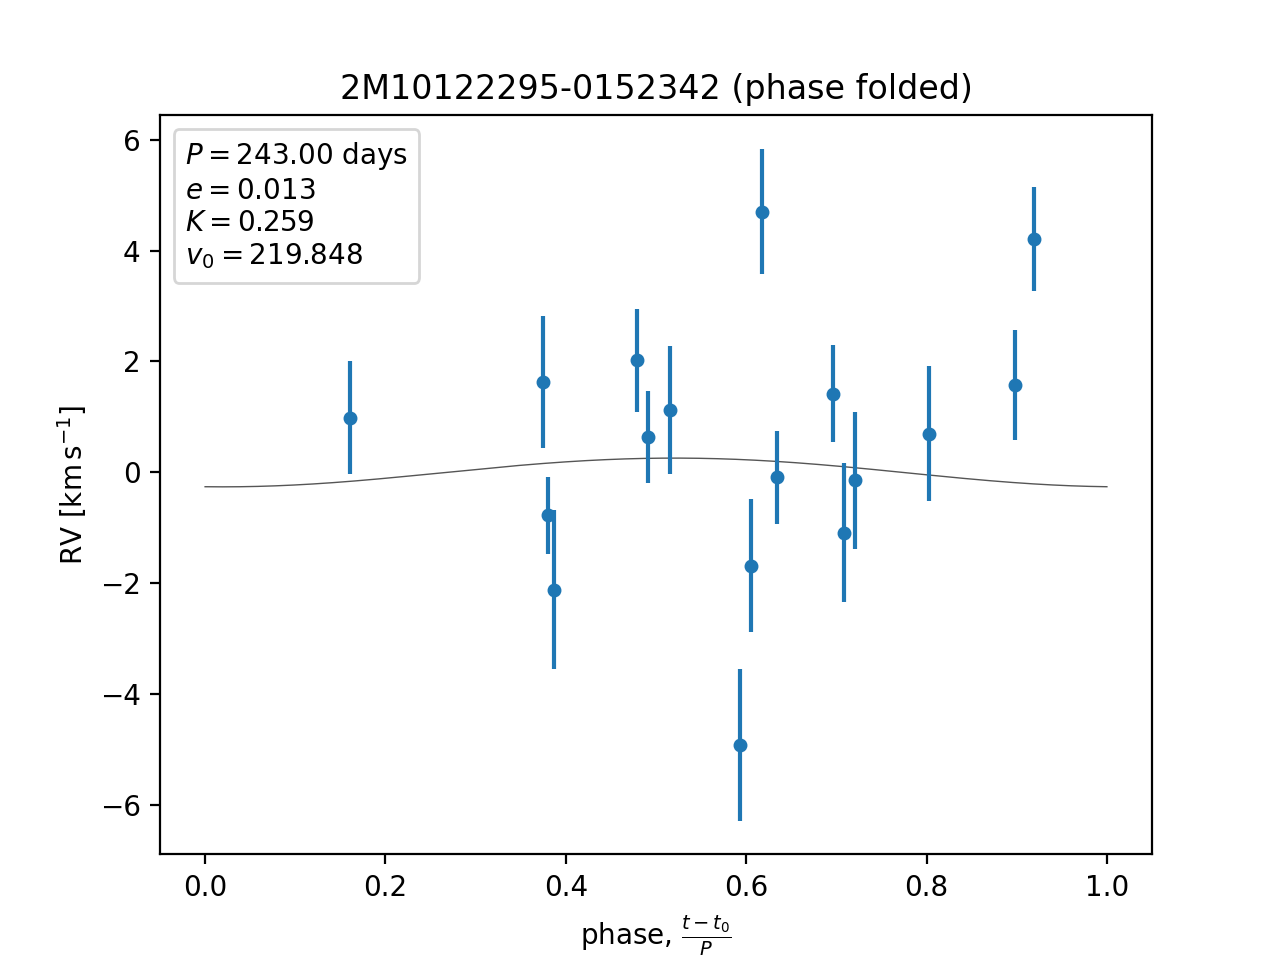 2M10122295-0152342 (phase folded)
P = 243.00 days
e = 0.013
K = 0.259
v₀ = 219.848
RV [km s⁻¹]
6
4
2
0
−2
−4
−6
0.0 0.2 0.4 0.6 0.8 1.0
phase, (t − t₀)/P